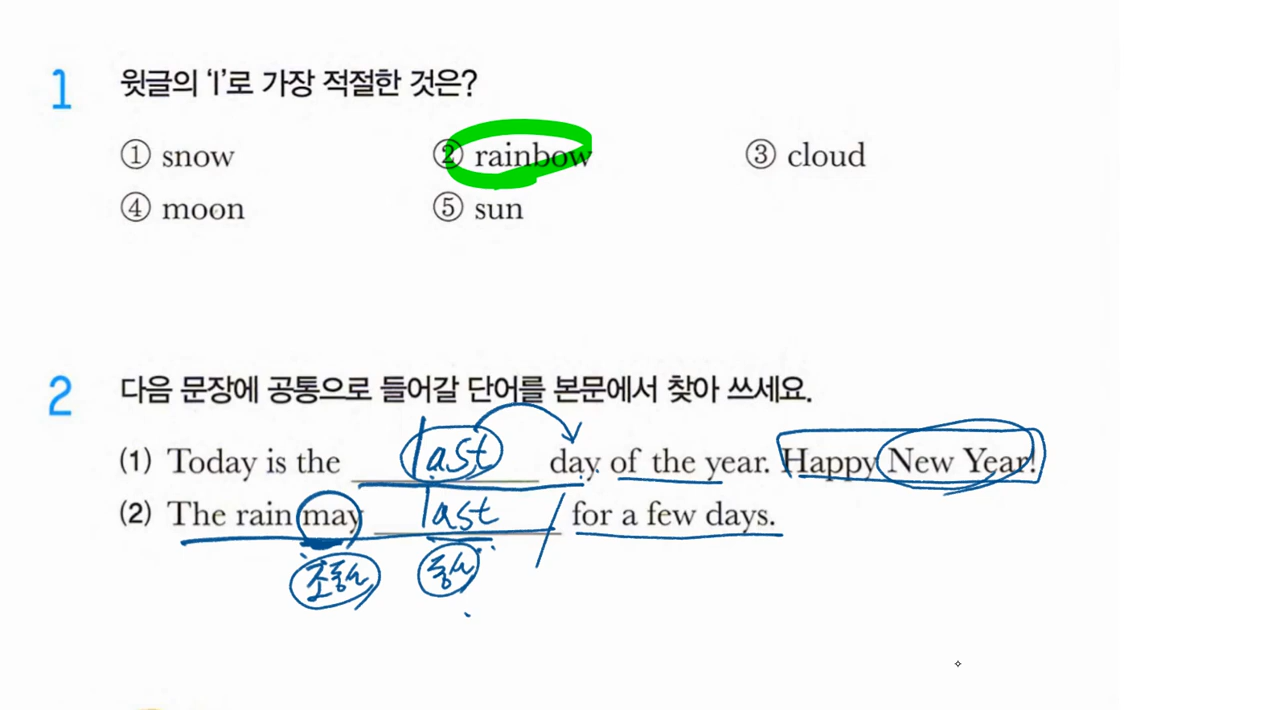 1 윗글의 'I'로 가장 적절한 것은?
① snow ② rainbow ③ cloud
④ moon ⑤ sun
2 다음 문장에 공통으로 들어갈 단어를 본문에서 찾아 쓰세요.
(1) Today is the last day of the year. Happy New Year!
(2) The rain may last for a few days.
조동사 동사